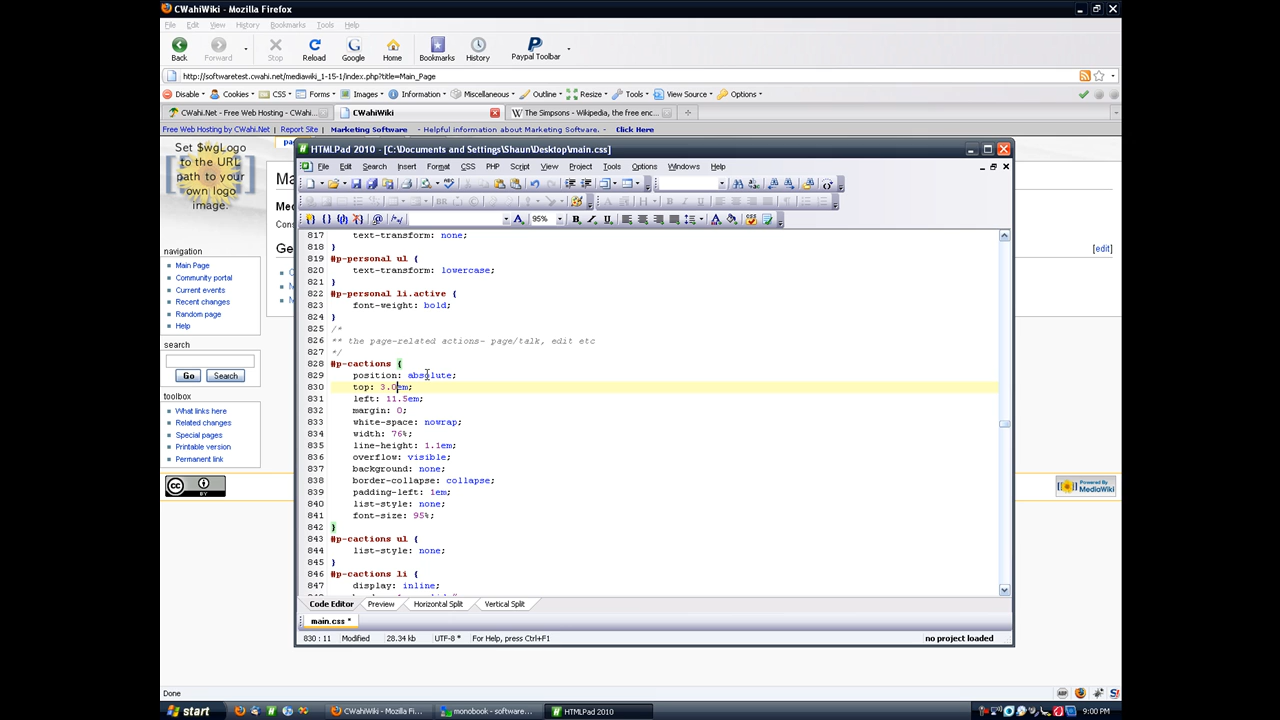 CWahiWiki - Mozilla Firefox
File Edit View History Bookmarks Tools Help
Back Forward Stop Reload Google Home Bookmarks History Paypal Toolbar
http://softwaretest.cwahi.net/mediawiki_1-15-1/index.php?title=Main_Page
Disable Cookies CSS Forms Images Information Miscellaneous Outline Resize Tools View Source Options
CWahi.Net - Free Web Hosting - CWahi... CWahiWiki The Simpsons - Wikipedia, the free enc...
Free Web Hosting by CWahi.Net | Report Site | Marketing Software - Helpful information about Marketing Software. Click Here
Set $wgLogo
to the URL
path to your
own logo
image.
navigation
Main Page
Community portal
Current events
Recent changes
Random page
Help
search
Go Search
toolbox
What links here
Related changes
Special pages
Printable version
Permanent link
[edit]
HTMLPad 2010 - [C:\Documents and Settings\Shaun\Desktop\main.css]
File Edit Search Insert Format CSS PHP Script View Project Tools Options Windows Help
95%
817 text-transform: none;
818 }
819 #p-personal ul {
820 text-transform: lowercase;
821 }
822 #p-personal li.active {
823 font-weight: bold;
824 }
825 /*
826 ** the page-related actions- page/talk, edit etc
827 */
828 #p-cactions {
829 position: absolute;
830 top: 3.0em;
831 left: 11.5em;
832 margin: 0;
833 white-space: nowrap;
834 width: 76%;
835 line-height: 1.1em;
836 overflow: visible;
837 background: none;
838 border-collapse: collapse;
839 padding-left: 1em;
840 list-style: none;
841 font-size: 95%;
842 }
843 #p-cactions ul {
844 list-style: none;
845 }
846 #p-cactions li {
847 display: inline;
Code Editor Preview Horizontal Split Vertical Split
main.css *
830 : 11 Modified 28.34 kb UTF-8 * For Help, press Ctrl+F1 no project loaded
cc BY
Powered By MediaWiki
Done
start CWahiWiki - Mozilla Fi... monobook - software... HTMLPad 2010 9:00 PM